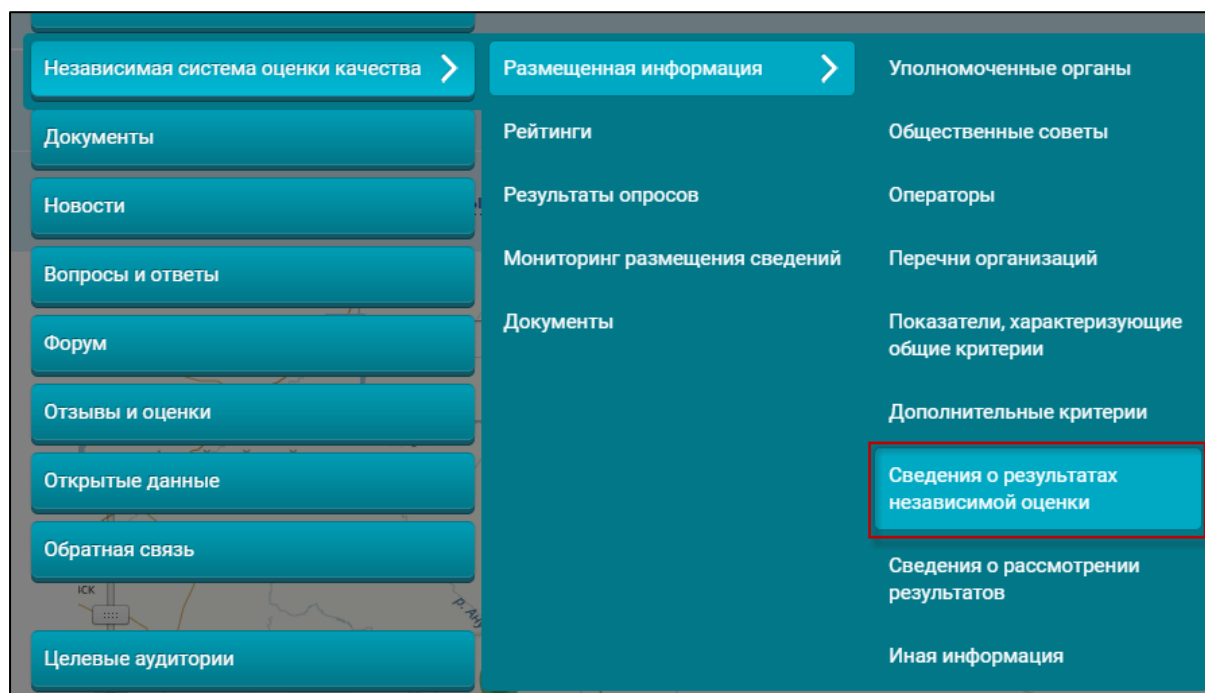 Независимая система оценки качества
Документы
Новости
Вопросы и ответы
Форум
Отзывы и оценки
Открытые данные
Обратная связь
Целевые аудитории
Размещенная информация
Рейтинги
Результаты опросов
Мониторинг размещения сведений
Документы
Уполномоченные органы
Общественные советы
Операторы
Перечни организаций
Показатели, характеризующие
общие критерии
Дополнительные критерии
Сведения о результатах
независимой оценки
Сведения о рассмотрении
результатов
Иная информация